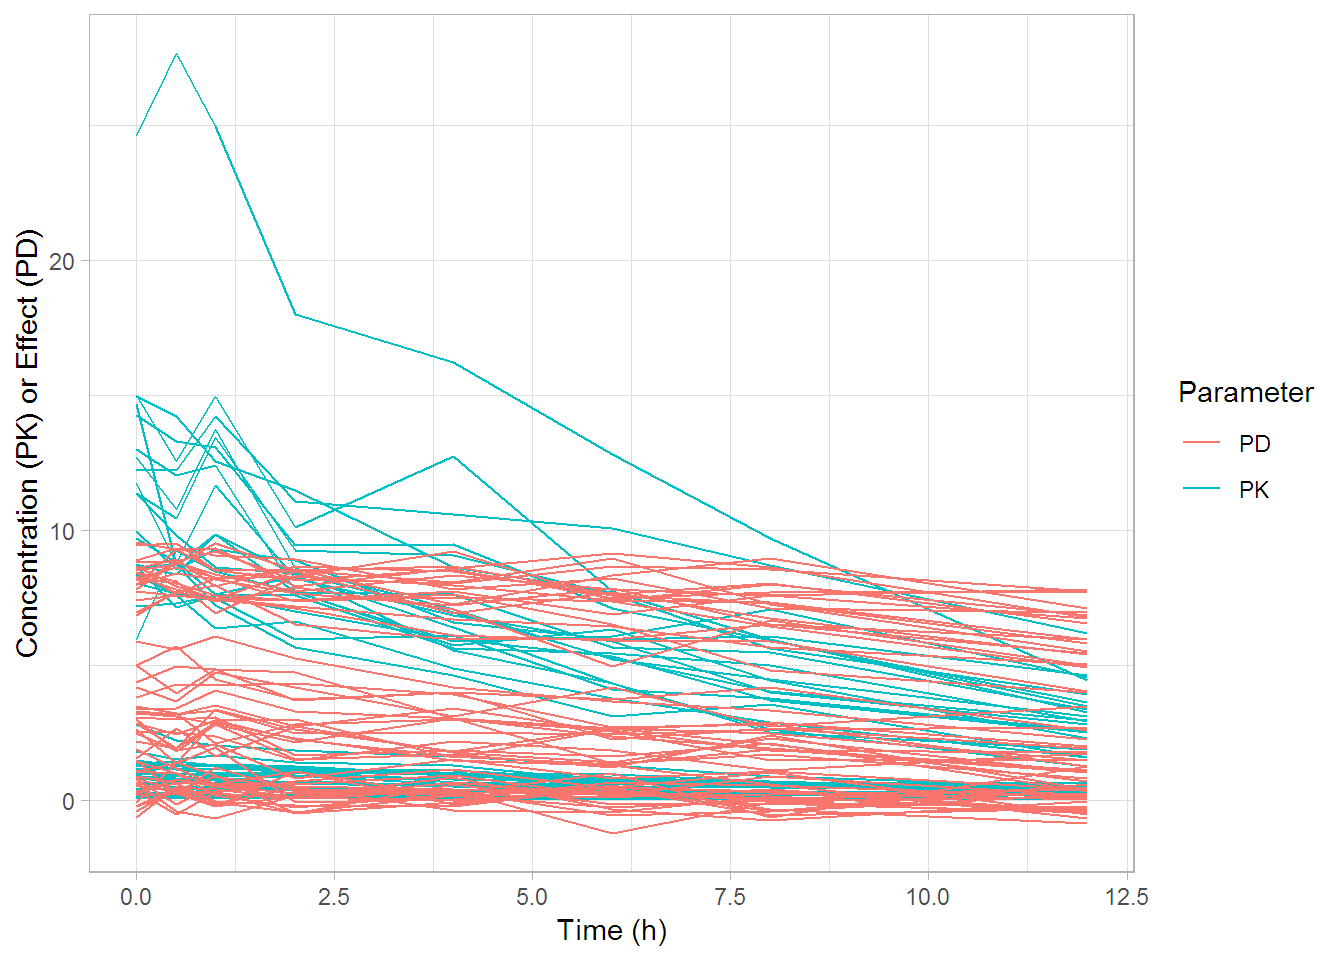 Concentration (PK) or Effect (PD)
20
10
0
0.0 2.5 5.0 7.5 10.0 12.5
Time (h)
Parameter
PD
PK